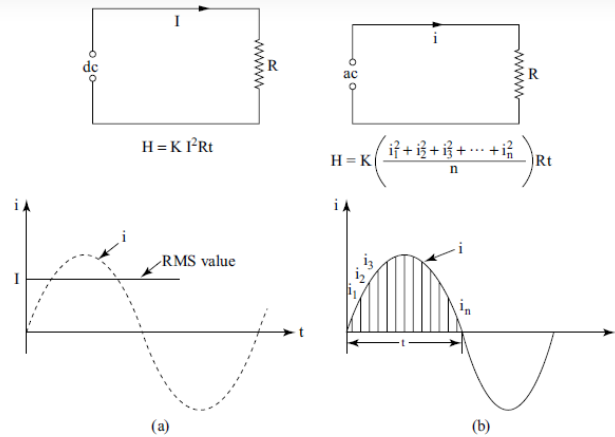 I
dc
R
H = K I²Rt
i
ac
R
H = K( (i₁² + i₂² + i₃² + ⋯ + iₙ²) / n )Rt
i
i
RMS value
I
t
(a)
i
i
i₁
i₂
i₃
iₙ
t
(b)